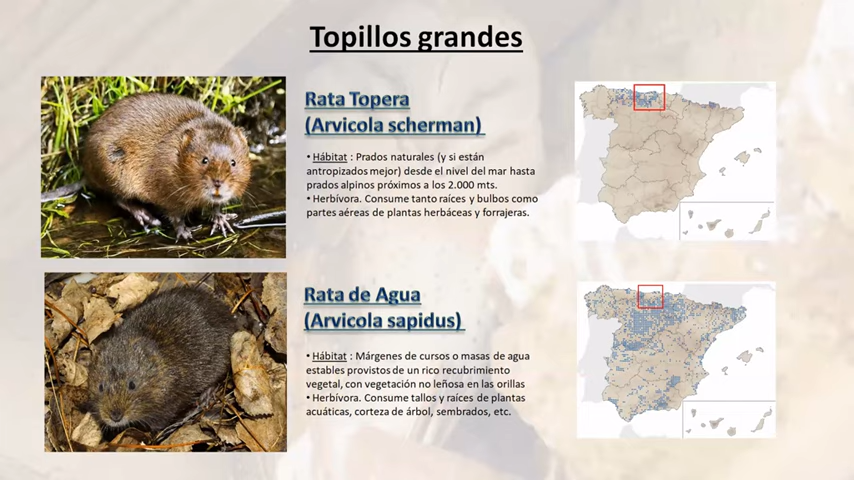 Topillos grandes
Rata Topera
(Arvicola scherman)
• Hábitat : Prados naturales (y si están
antropizados mejor) desde el nivel del mar hasta
prados alpinos próximos a los 2.000 mts.
• Herbívora. Consume tanto raíces y bulbos como
partes aéreas de plantas herbáceas y forrajeras.
Rata de Agua
(Arvicola sapidus)
• Hábitat : Márgenes de cursos o masas de agua
estables provistos de un rico recubrimiento
vegetal, con vegetación no leñosa en las orillas
• Herbívora. Consume tallos y raíces de plantas
acuáticas, corteza de árbol, sembrados, etc.